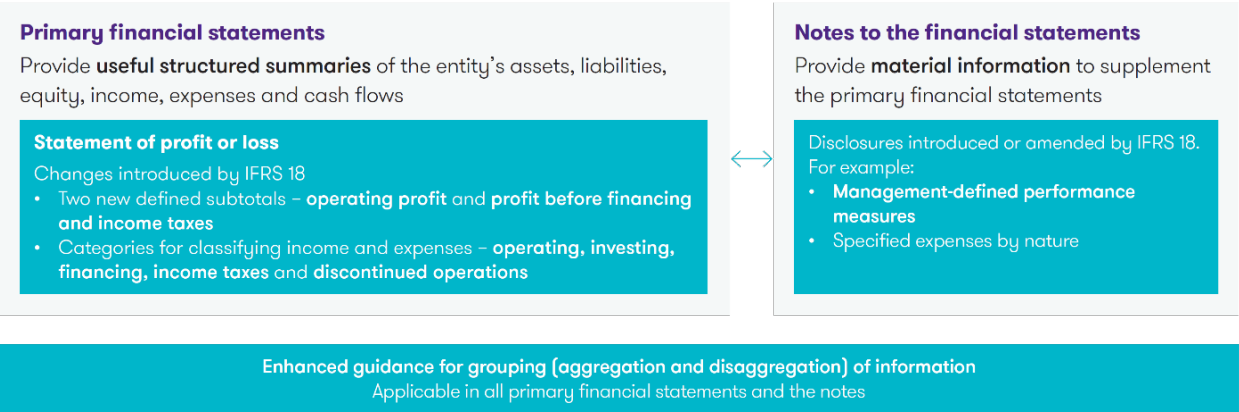 Primary financial statements
Provide useful structured summaries of the entity's assets, liabilities,
equity, income, expenses and cash flows
Statement of profit or loss
Changes introduced by IFRS 18
• Two new defined subtotals – operating profit and profit before financing
and income taxes
• Categories for classifying income and expenses – operating, investing,
financing, income taxes and discontinued operations
Notes to the financial statements
Provide material information to supplement
the primary financial statements
Disclosures introduced or amended by IFRS 18.
For example:
• Management-defined performance
measures
• Specified expenses by nature
Enhanced guidance for grouping (aggregation and disaggregation) of information
Applicable in all primary financial statements and the notes